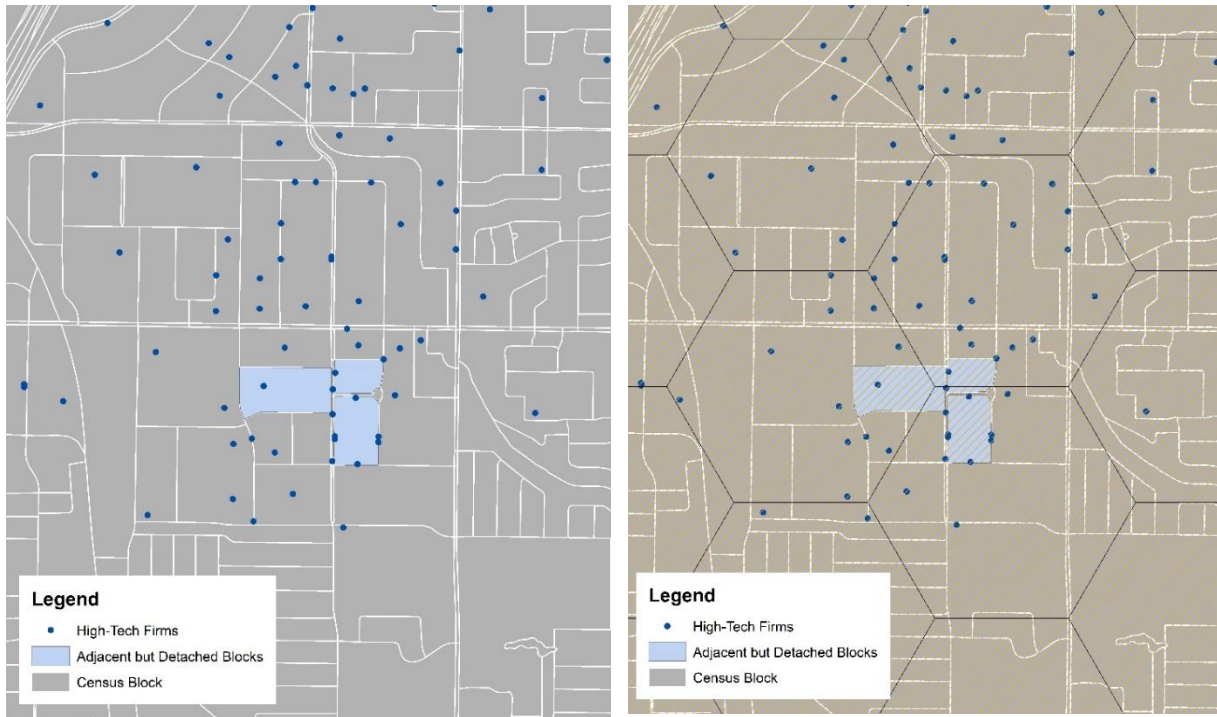 Legend
High-Tech Firms
Adjacent but Detached Blocks
Census Block
Legend
High-Tech Firms
Adjacent but Detached Blocks
Census Block